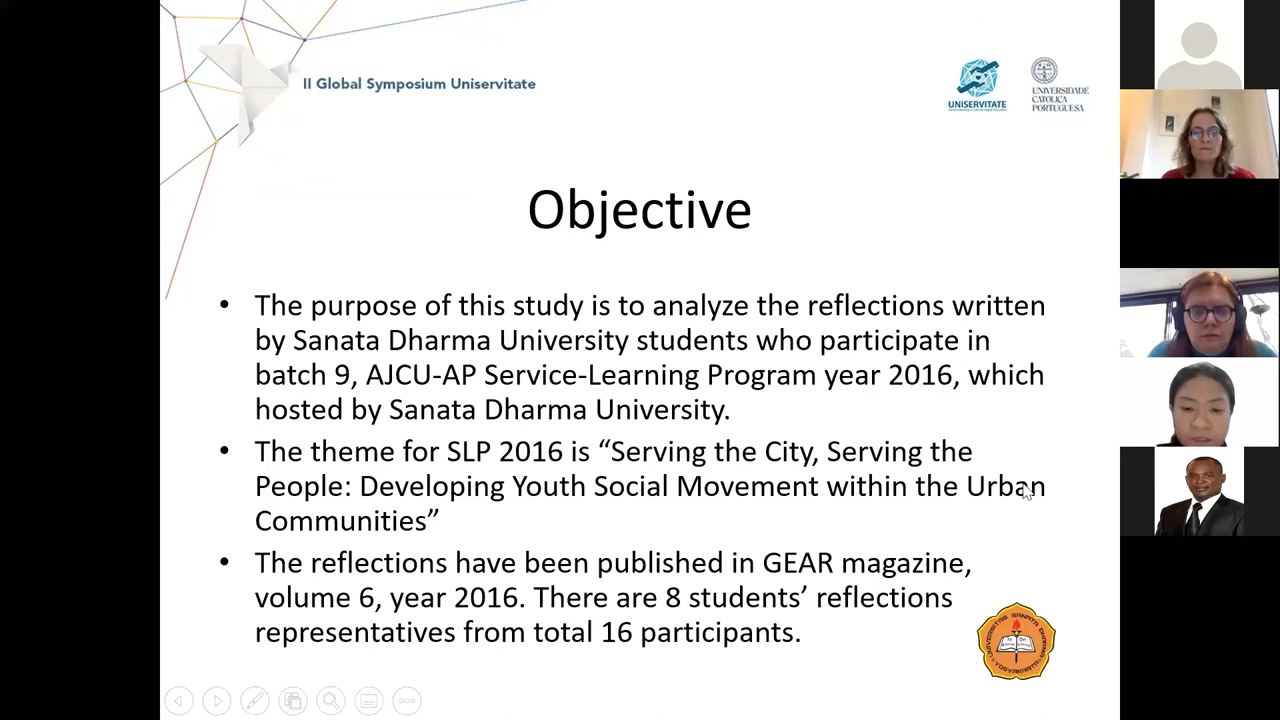 II Global Symposium Uniservitate
UNISERVITATE
UNIVERSIDADE
CATÓLICA
PORTUGUESA
Objective
• The purpose of this study is to analyze the reflections written
by Sanata Dharma University students who participate in
batch 9, AJCU-AP Service-Learning Program year 2016, which
hosted by Sanata Dharma University.
• The theme for SLP 2016 is “Serving the City, Serving the
People: Developing Youth Social Movement within the Urban
Communities”
• The reflections have been published in GEAR magazine,
volume 6, year 2016. There are 8 students’ reflections
representatives from total 16 participants.
UNIVERSITAS SANATA DHARMA
YOGYAKARTA